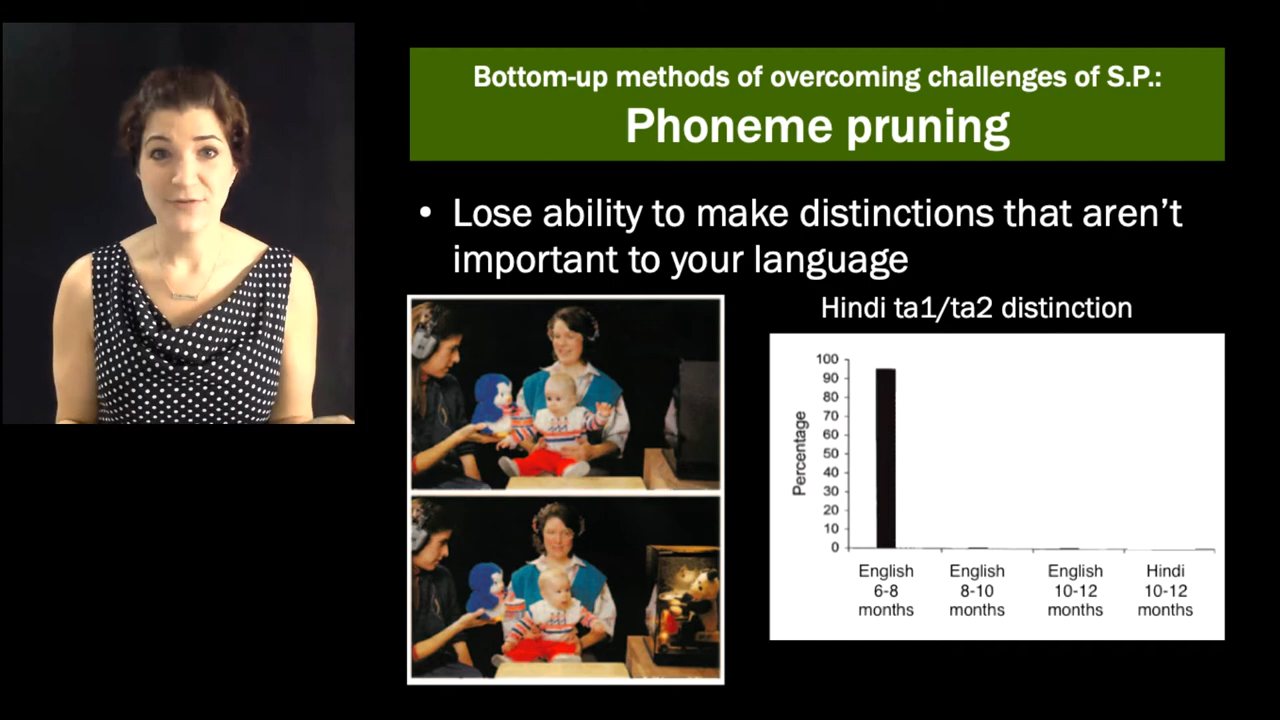 Bottom-up methods of overcoming challenges of S.P.:
Phoneme pruning
• Lose ability to make distinctions that aren't
important to your language
Hindi ta1/ta2 distinction
Percentage
100
90
80
70
60
50
40
30
20
10
0
English
6-8
months
English
8-10
months
English
10-12
months
Hindi
10-12
months